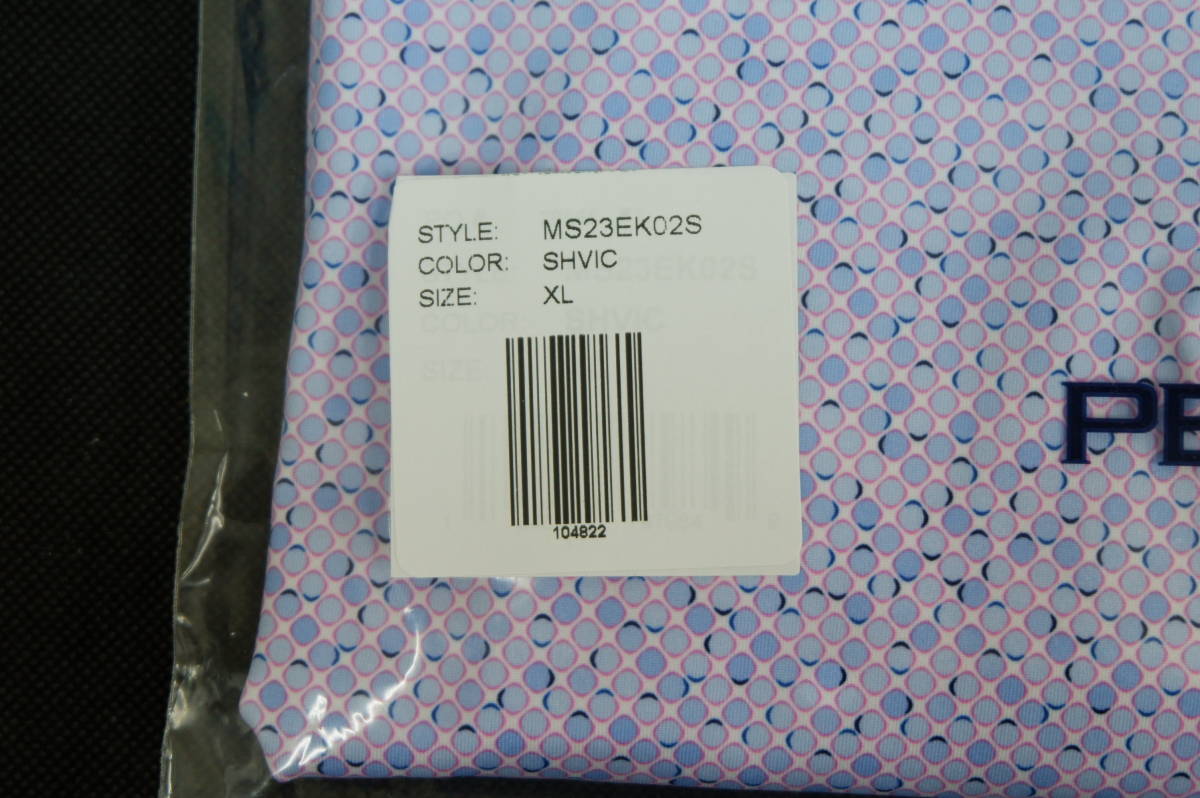 STYLE: MS23EK02S
COLOR: SHVIC
SIZE: XL
104822
PE